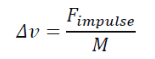 Δv = F_impulse / M